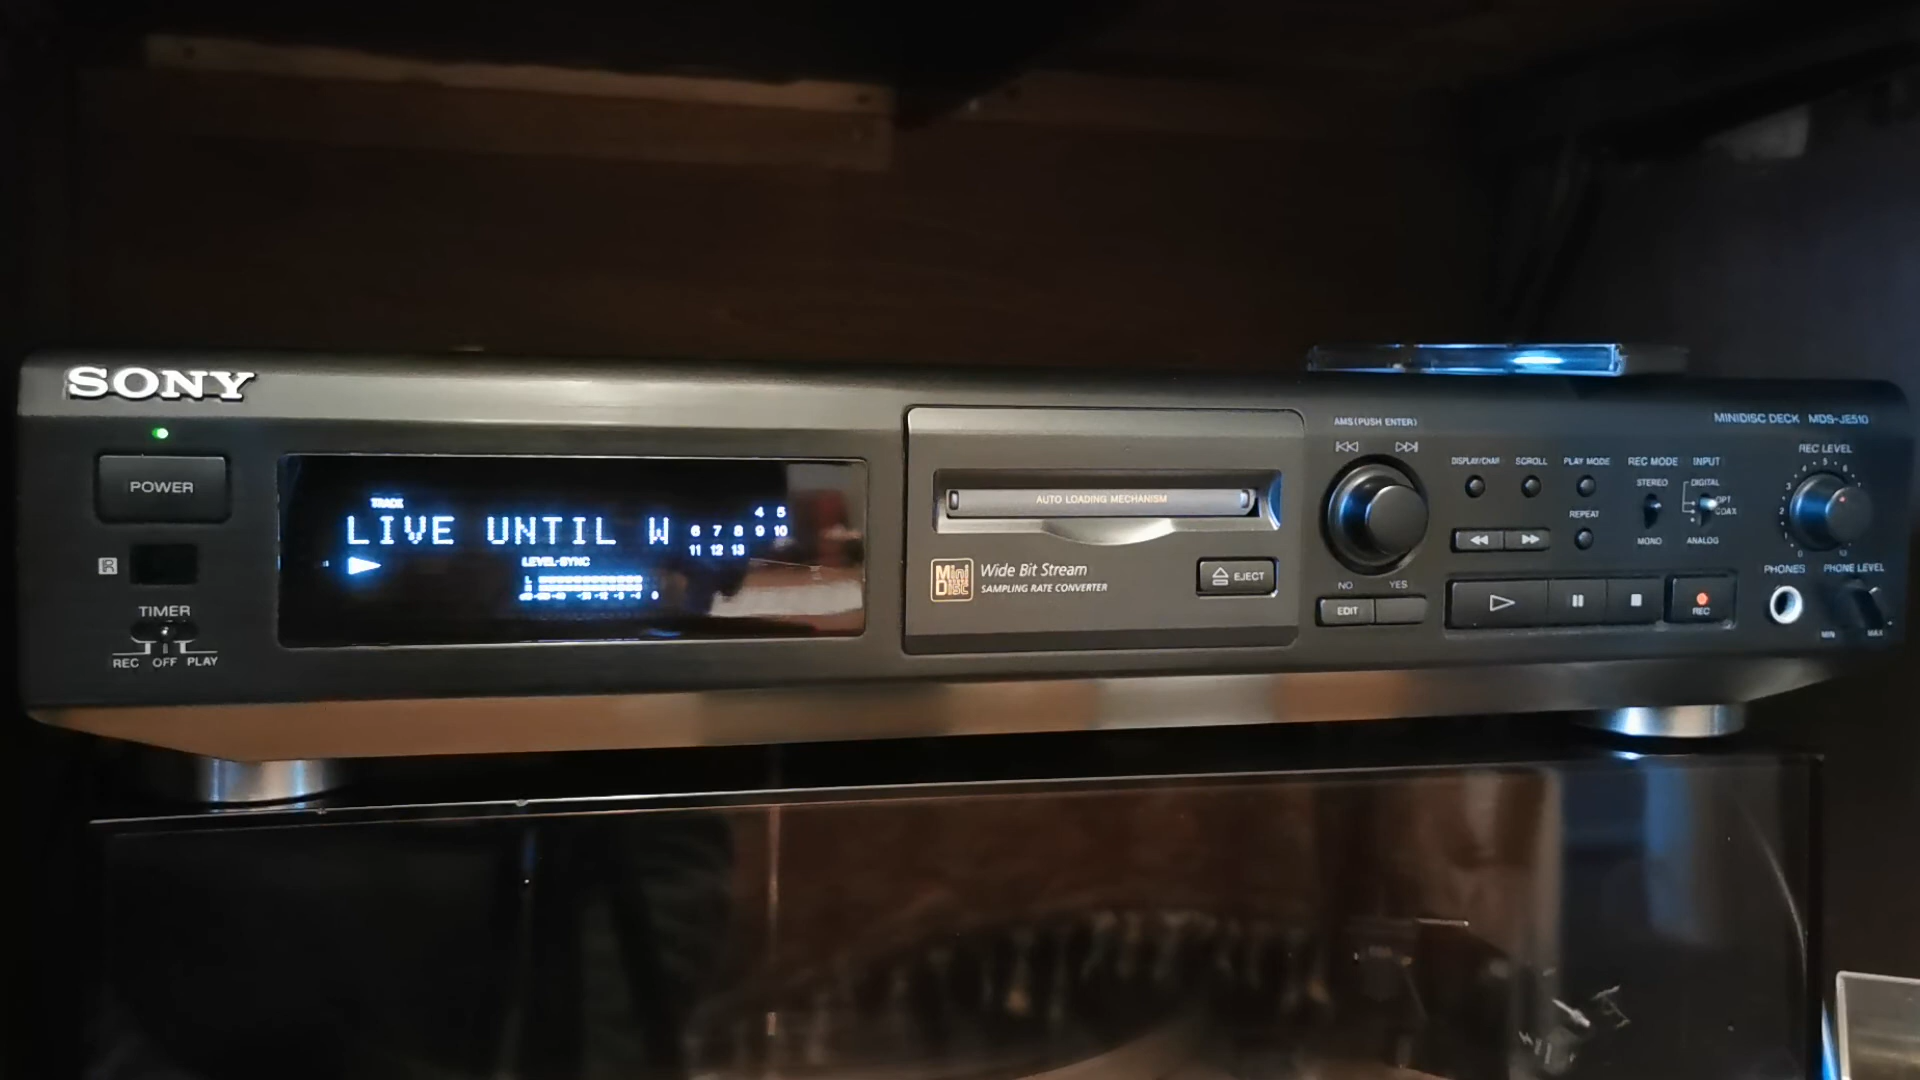 SONY
MINIDISC DECK MDS-JE510
POWER
TIMER
REC OFF PLAY
TRACK
LIVE UNTIL W
4 5
6 7 8 9 10
11 12 13
LEVEL-SYNC
AUTO LOADING MECHANISM
Mini Disc
Wide Bit Stream
SAMPLING RATE CONVERTER
EJECT
AMS (PUSH ENTER)
NO YES
EDIT
DISPLAY/CHAR SCROLL PLAY MODE
REPEAT
REC MODE
STEREO
MONO
INPUT
DIGITAL
OPT
COAX
ANALOG
REC
REC LEVEL
PHONES
PHONE LEVEL
MIN MAX